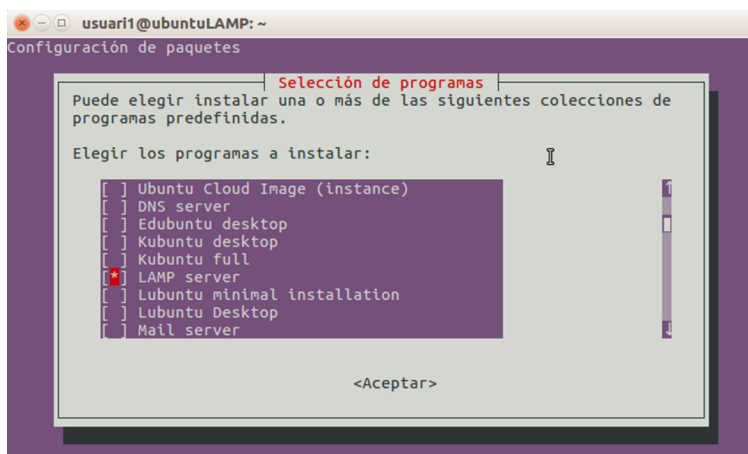 usuari1@ubuntuLAMP: ~
Configuración de paquetes
Selección de programas
Puede elegir instalar una o más de las siguientes colecciones de
programas predefinidas.
Elegir los programas a instalar:
[ ] Ubuntu Cloud Image (instance)
[ ] DNS server
[ ] Edubuntu desktop
[ ] Kubuntu desktop
[ ] Kubuntu full
[*] LAMP server
[ ] Lubuntu minimal installation
[ ] Lubuntu Desktop
[ ] Mail server
<Aceptar>